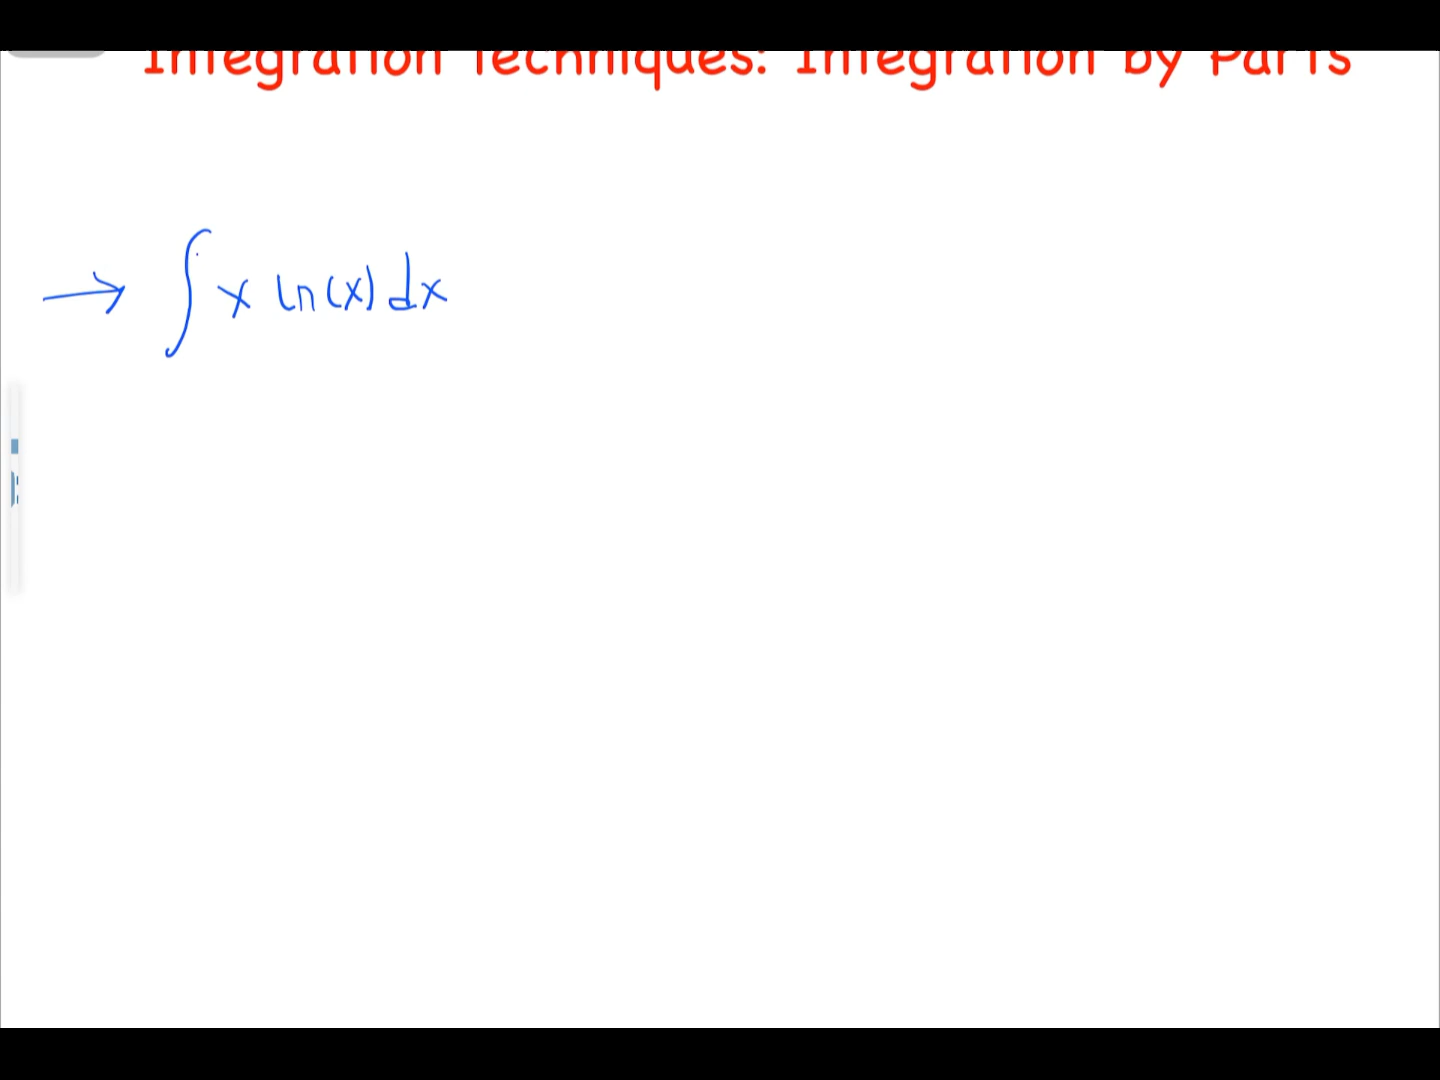 Integration Techniques: Integration by Parts
→ ∫ x ln(x) dx